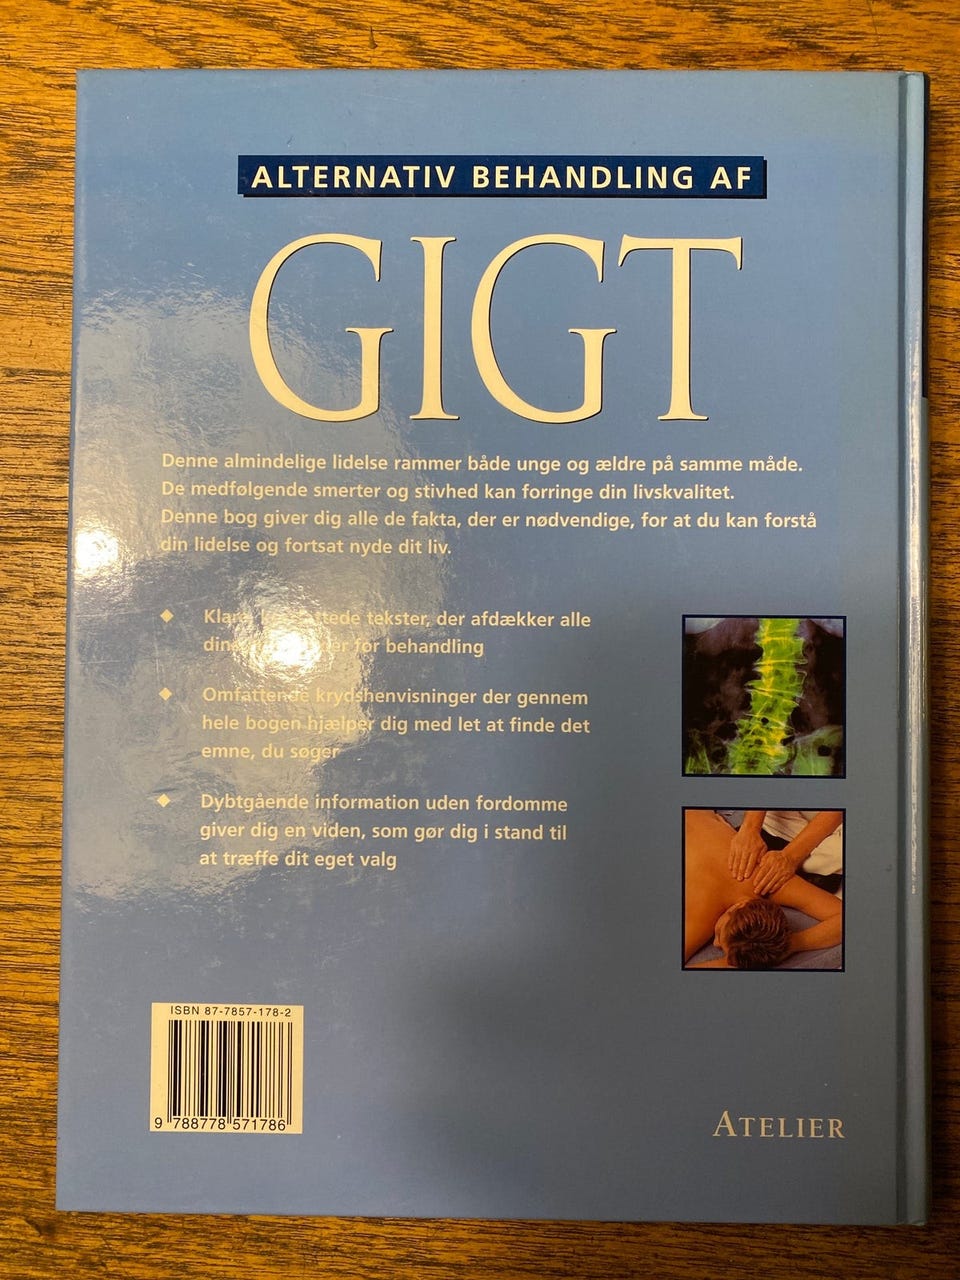 ALTERNATIV BEHANDLING AF
GIGT
Denne almindelige lidelse rammer både unge og ældre på samme måde.
De medfølgende smerter og stivhed kan forringe din livskvalitet.
Denne bog giver dig alle de fakta, der er nødvendige, for at du kan forstå
din lidelse og fortsat nyde dit liv.
tekster, der afdækker alle
for behandling
Omfattende krydshenvisninger der gennem
hele bogen hjælper dig med let at finde det
emne, du søger
Dybtgående information uden fordomme
giver dig en viden, som gør dig i stand til
at træffe dit eget valg
ISBN 87-7857-178-2
9 788778 571786
ATELIER